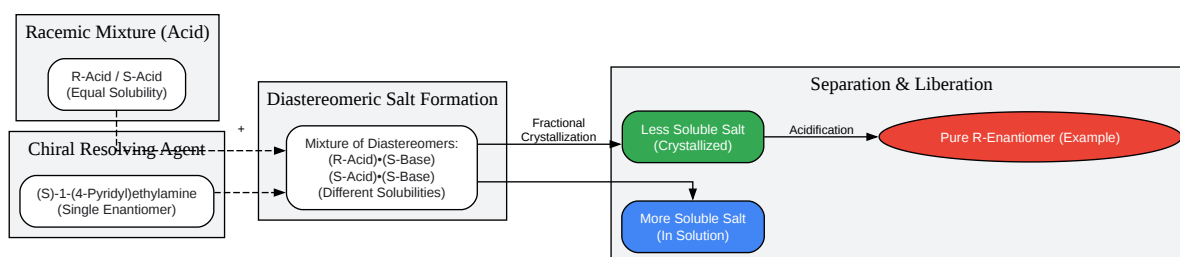 Racemic Mixture (Acid)
R-Acid / S-Acid
(Equal Solubility)
+
Chiral Resolving Agent
(S)-1-(4-Pyridyl)ethylamine
(Single Enantiomer)
Diastereomeric Salt Formation
Mixture of Diastereomers:
(R-Acid)•(S-Base)
(S-Acid)•(S-Base)
(Different Solubilities)
Fractional
Crystallization
Separation & Liberation
Less Soluble Salt
(Crystallized)
Acidification
Pure R-Enantiomer (Example)
More Soluble Salt
(In Solution)